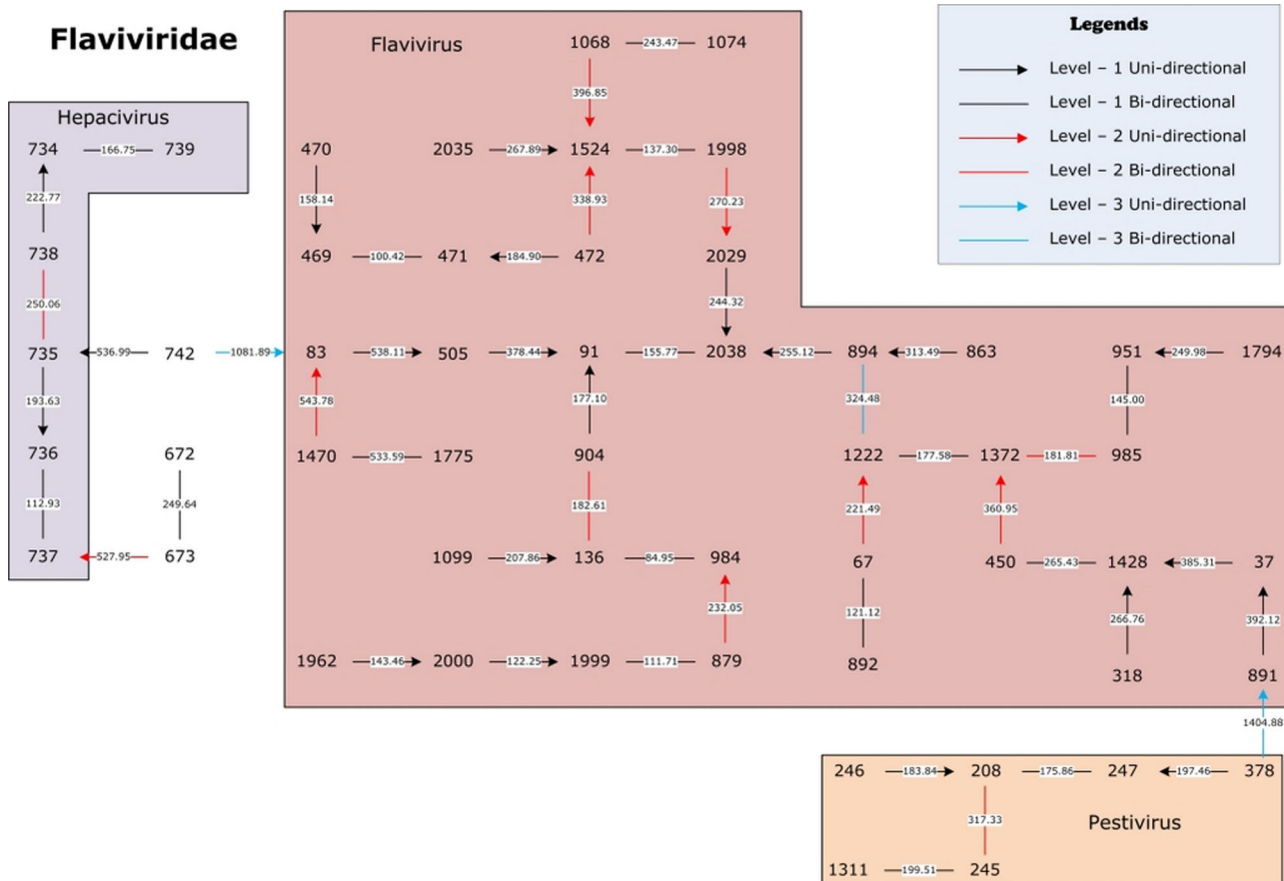 Flaviviridae
Flavivirus
1068 243.47 1074
Legends
Level – 1 Uni-directional
Level – 1 Bi-directional
Level – 2 Uni-directional
Level – 2 Bi-directional
Level – 3 Uni-directional
Level – 3 Bi-directional
396.85
Hepacivirus
734 166.75 739
470 2035 267.89 1524 137.30 1998
222.77 158.14 338.93 270.23
738 469 100.42 471 184.90 472 2029
250.06 244.32
735 536.99 742 1081.89 83 538.11 505 378.44 91 155.77 2038 255.12 894 313.49 863 951 249.98 1794
193.63 543.78 177.10 324.48 145.00
736 672 1470 533.59 1775 904 1222 177.58 1372 181.81 985
112.93 249.64 182.61 221.49 360.95
737 527.95 673 1099 207.86 136 84.95 984 67 450 265.43 1428 385.31 37
232.05 121.12 266.76 392.12
1962 143.46 2000 122.25 1999 111.71 879 892 318 891
1404.88
246 183.84 208 175.86 247 197.46 378
317.33 Pestivirus
1311 199.51 245